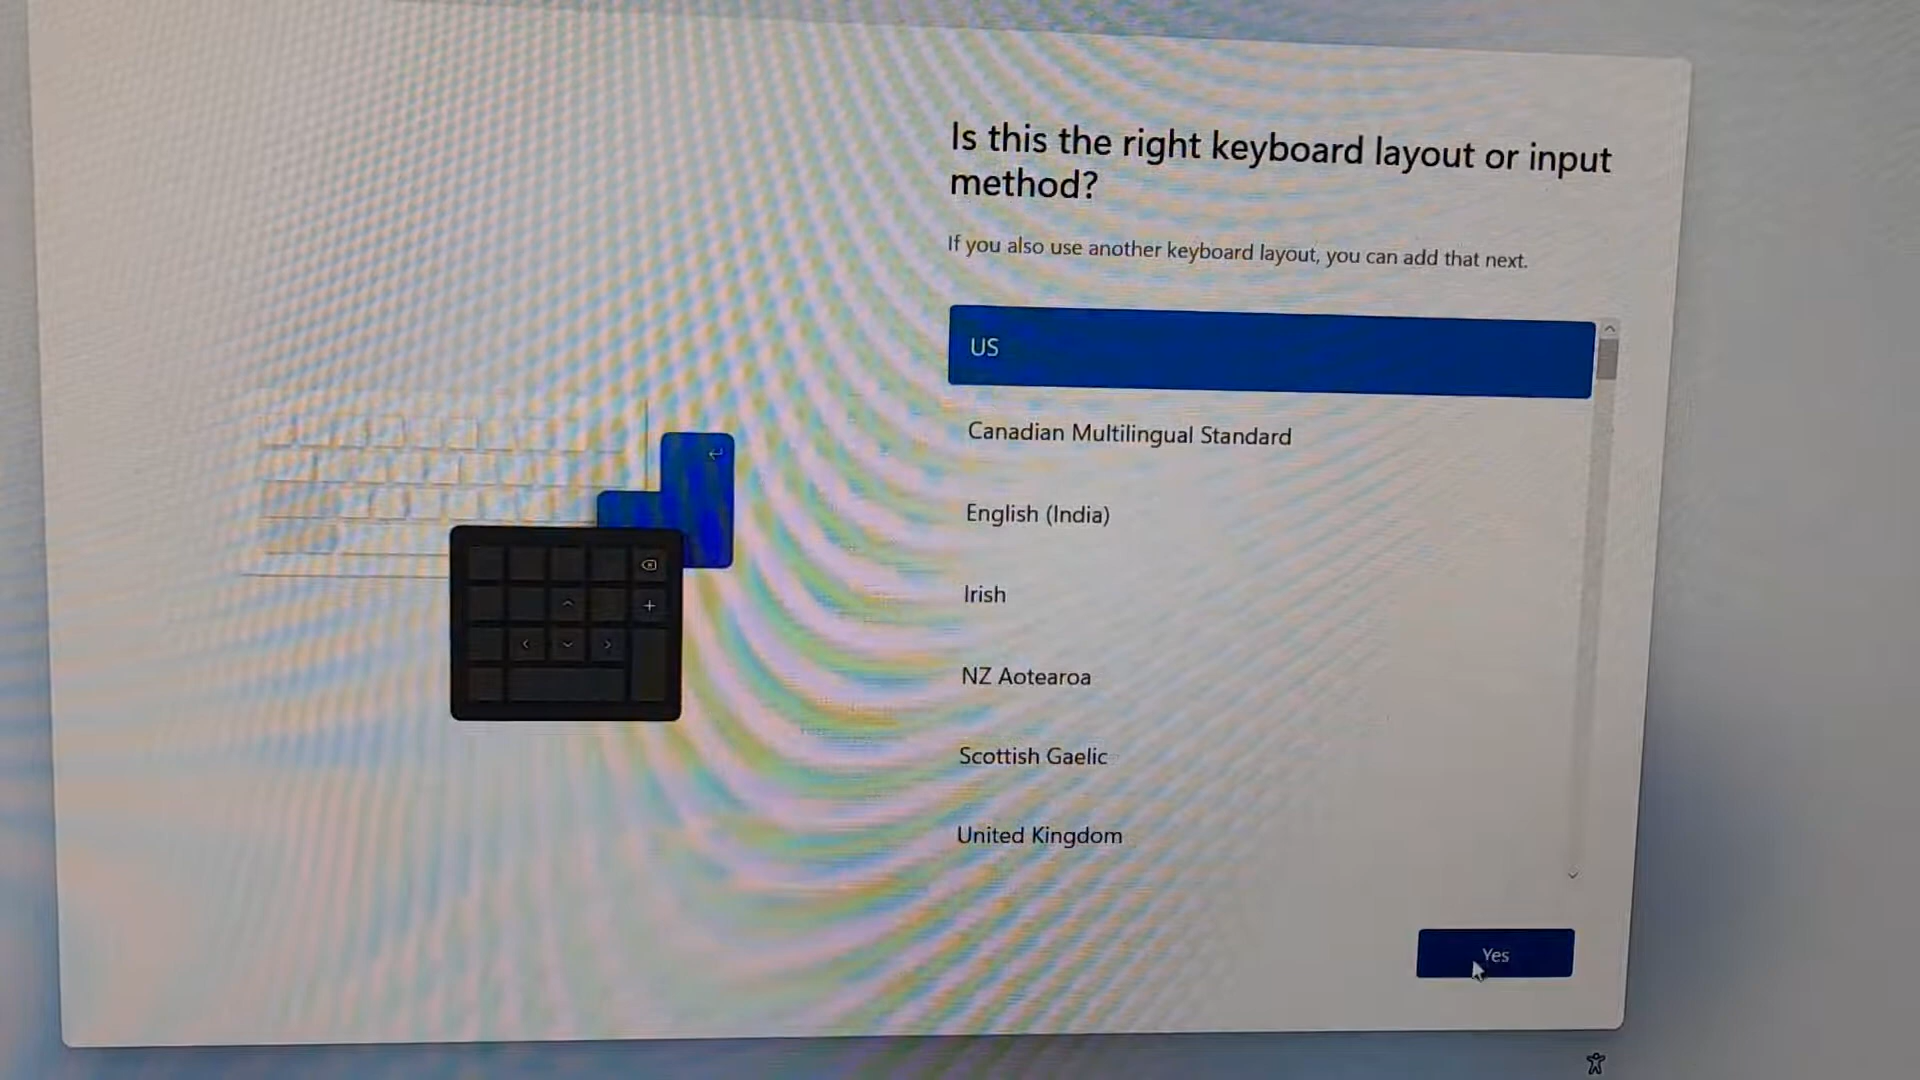 Is this the right keyboard layout or input
method?
If you also use another keyboard layout, you can add that next.
US
Canadian Multilingual Standard
English (India)
Irish
NZ Aotearoa
Scottish Gaelic
United Kingdom
Yes